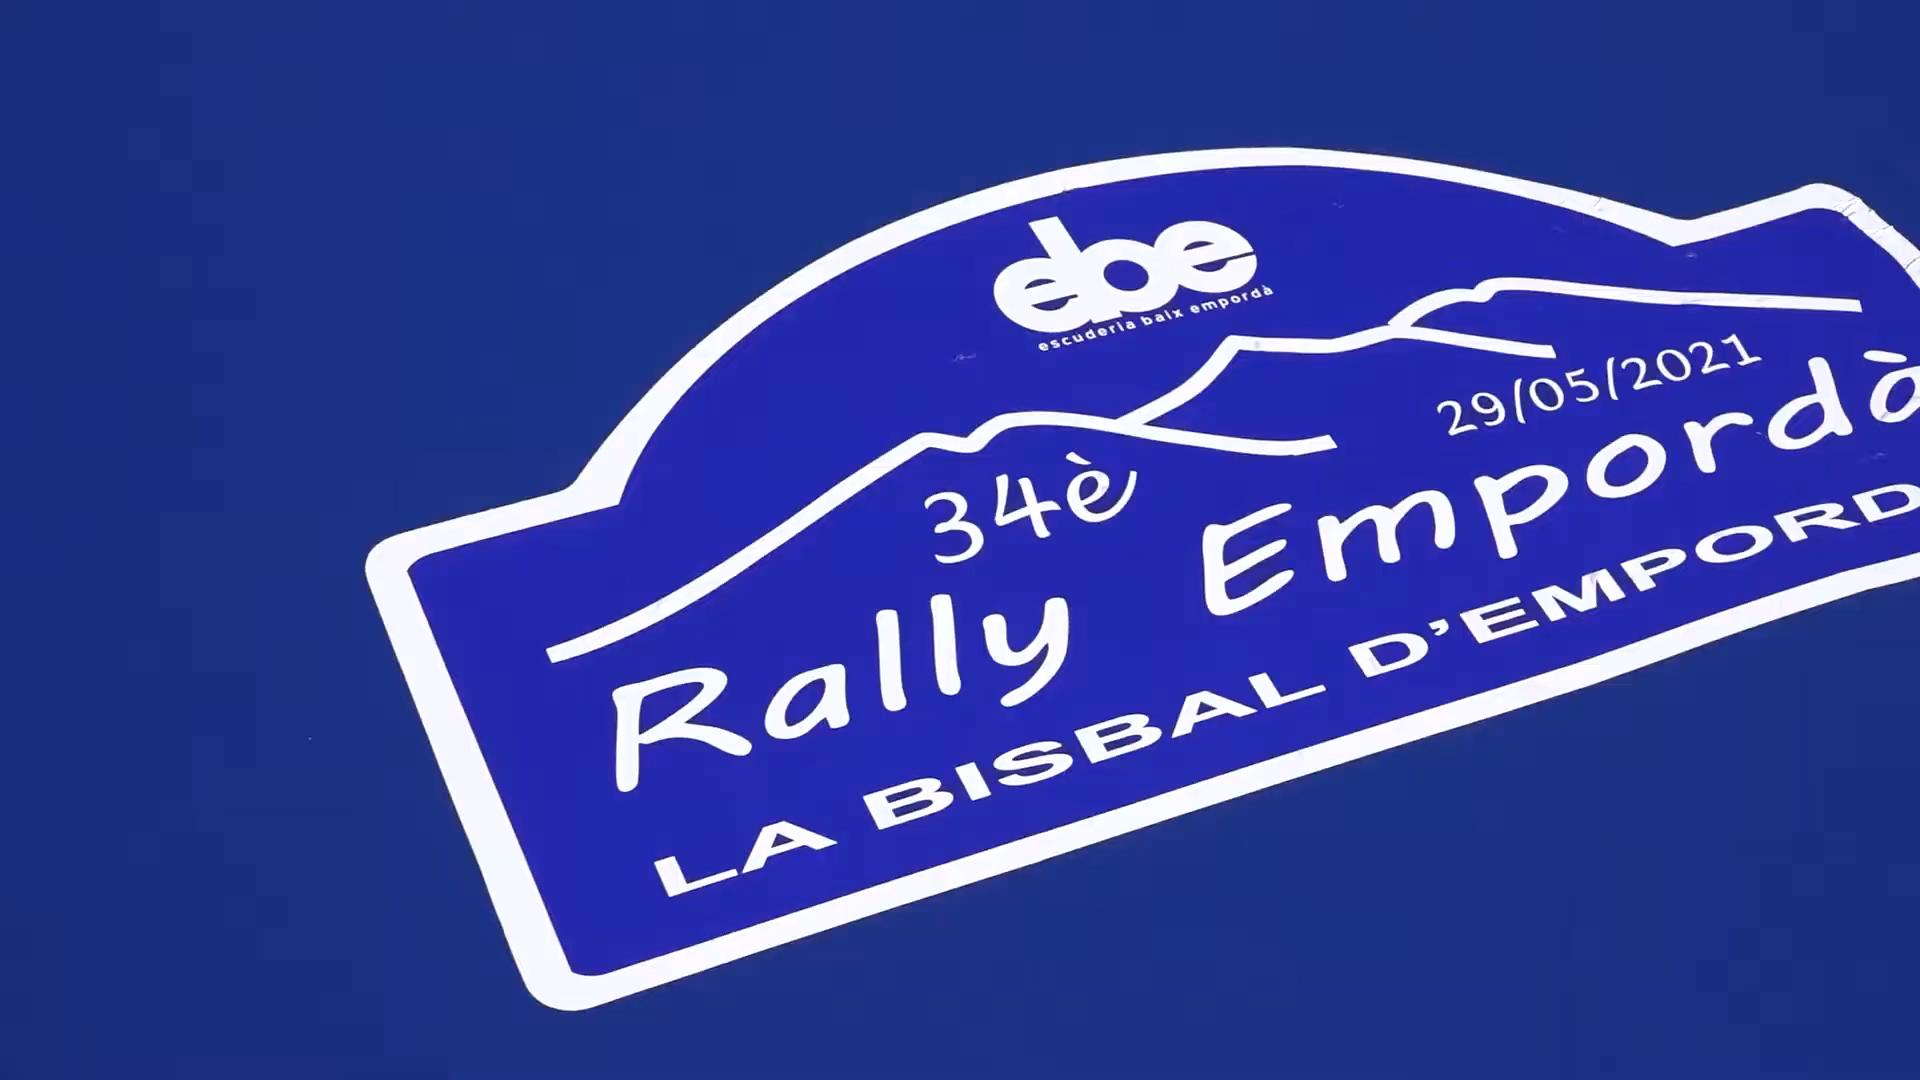 ebe
escuderia baix empordà
29/05/2021
34è
Rally Empordà
LA BISBAL D’EMPORD